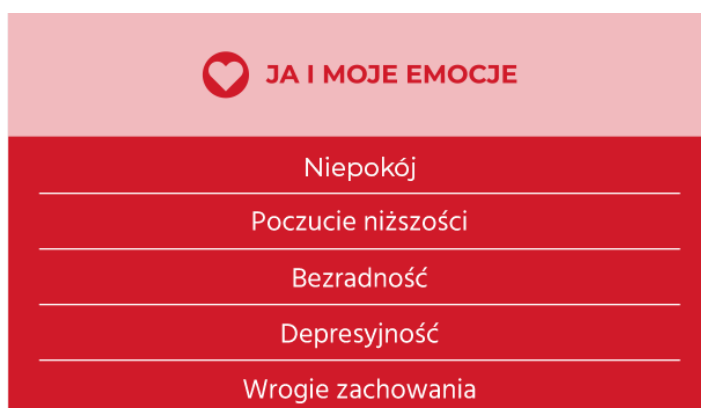 JA I MOJE EMOCJE
Niepokój
Poczucie niższości
Bezradność
Depresyjność
Wrogie zachowania